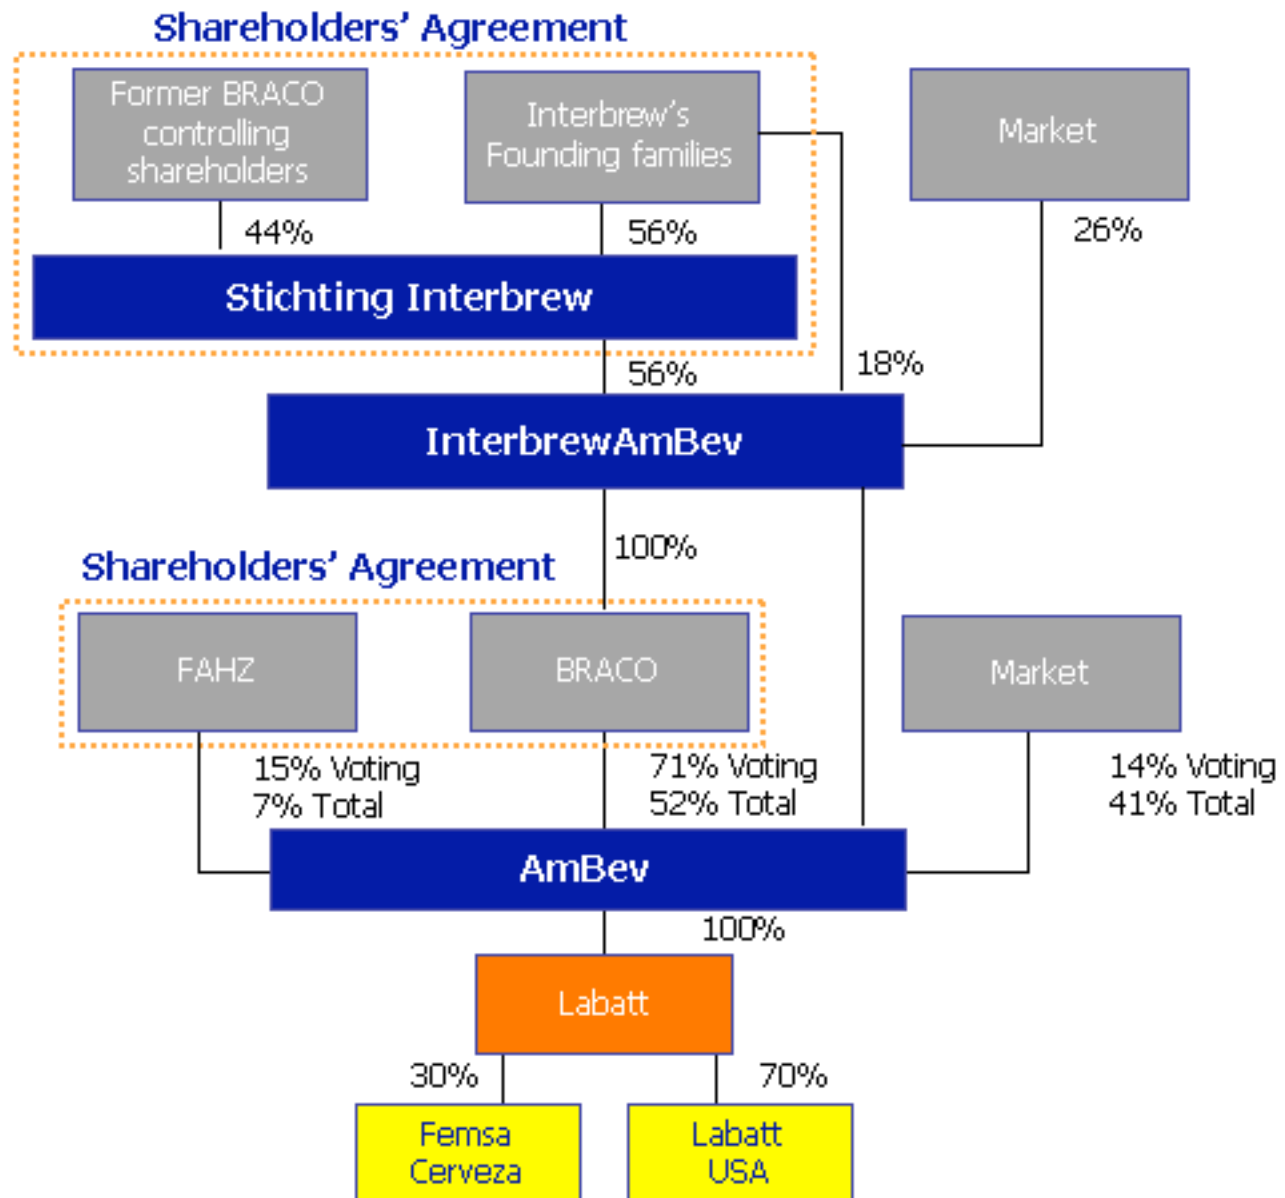 Shareholders' Agreement
Former BRACO
controlling
shareholders
Interbrew's
Founding families
Market
44%
56%
26%
Stichting Interbrew
56%
18%
InterbrewAmBev
100%
Shareholders' Agreement
FAHZ
BRACO
Market
15% Voting
7% Total
71% Voting
52% Total
14% Voting
41% Total
AmBev
100%
Labatt
30%
70%
Femsa
Cerveza
Labatt
USA